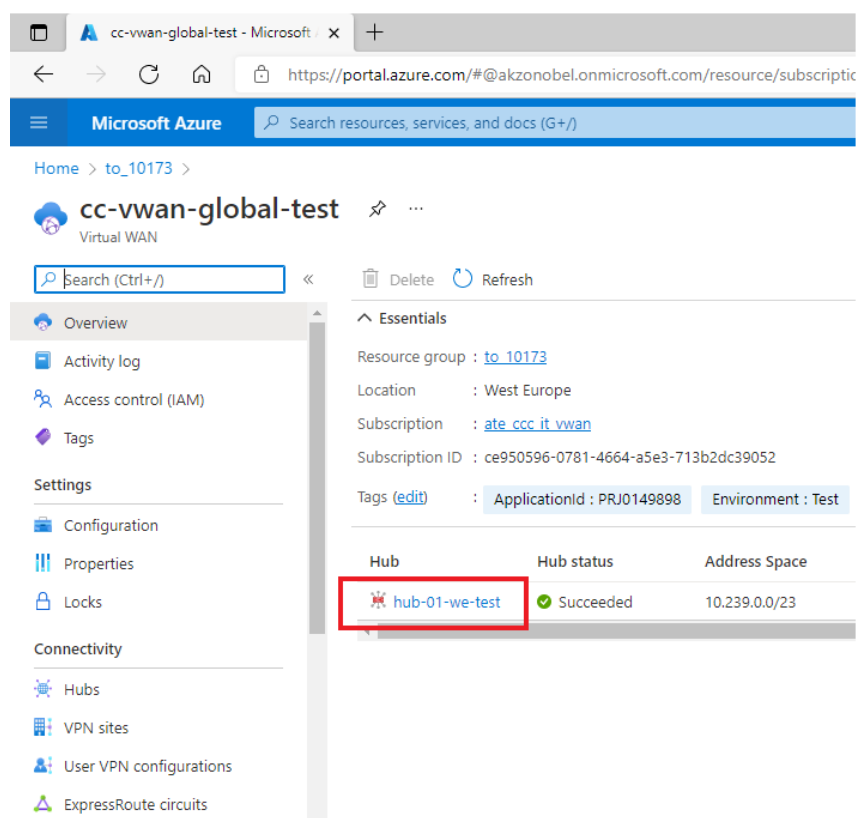 cc-vwan-global-test - Microsoft
https://portal.azure.com/#@akzonobel.onmicrosoft.com/resource/subscriptio
Microsoft Azure
Search resources, services, and docs (G+/)
Home > to_10173 >
cc-vwan-global-test
Virtual WAN
Search (Ctrl+/)
«
Delete
Refresh
Overview
Activity log
Access control (IAM)
Tags
Settings
Configuration
Properties
Locks
Connectivity
Hubs
VPN sites
User VPN configurations
ExpressRoute circuits
Essentials
Resource group : to_10173
Location : West Europe
Subscription : ate_ccc_it_vwan
Subscription ID : ce950596-0781-4664-a5e3-713b2dc39052
Tags (edit) : ApplicationId : PRJ0149898 Environment : Test
Hub Hub status Address Space
hub-01-we-test Succeeded 10.239.0.0/23